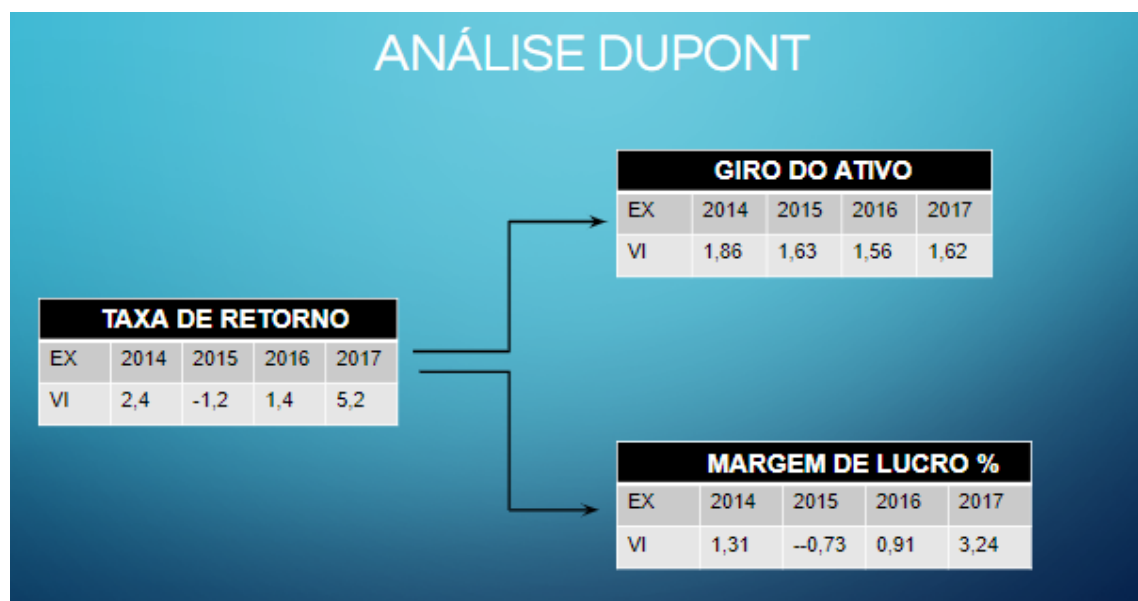 ANÁLISE DUPONT
GIRO DO ATIVO
EX 2014 2015 2016 2017
VI 1,86 1,63 1,56 1,62
TAXA DE RETORNO
EX 2014 2015 2016 2017
VI 2,4 -1,2 1,4 5,2
MARGEM DE LUCRO %
EX 2014 2015 2016 2017
VI 1,31 --0,73 0,91 3,24